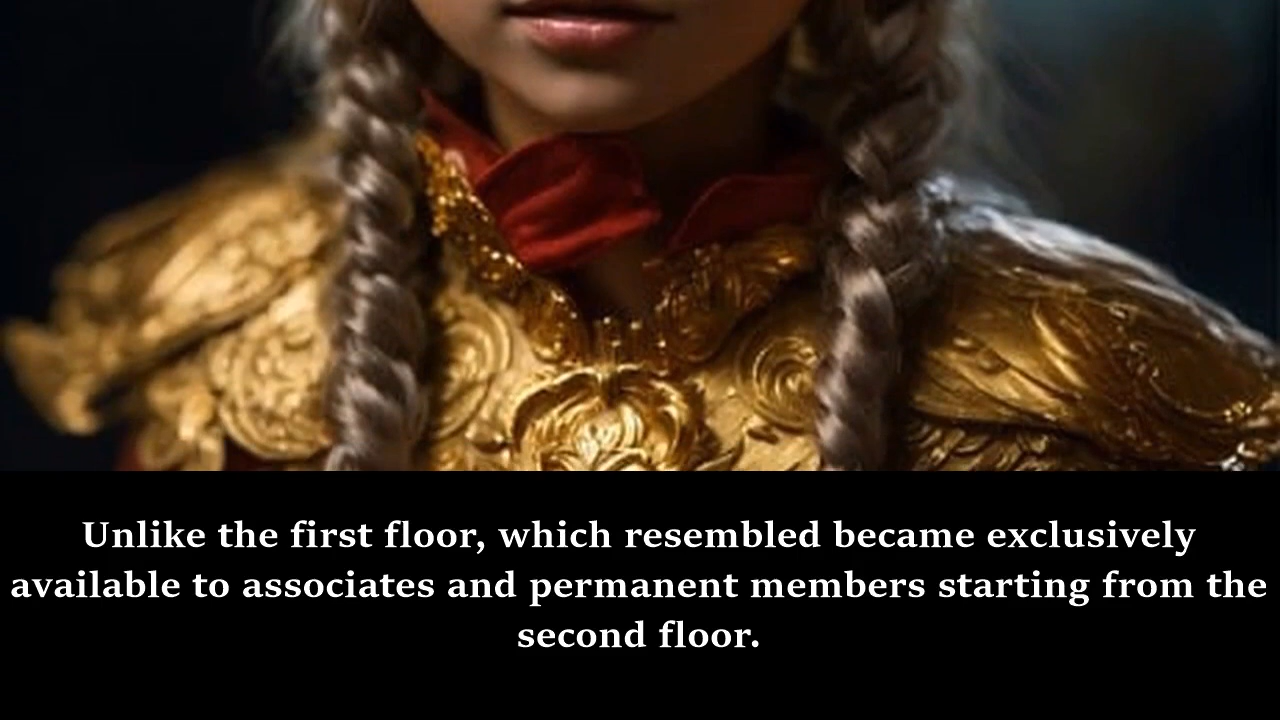 Unlike the first floor, which resembled became exclusively
available to associates and permanent members starting from the
second floor.